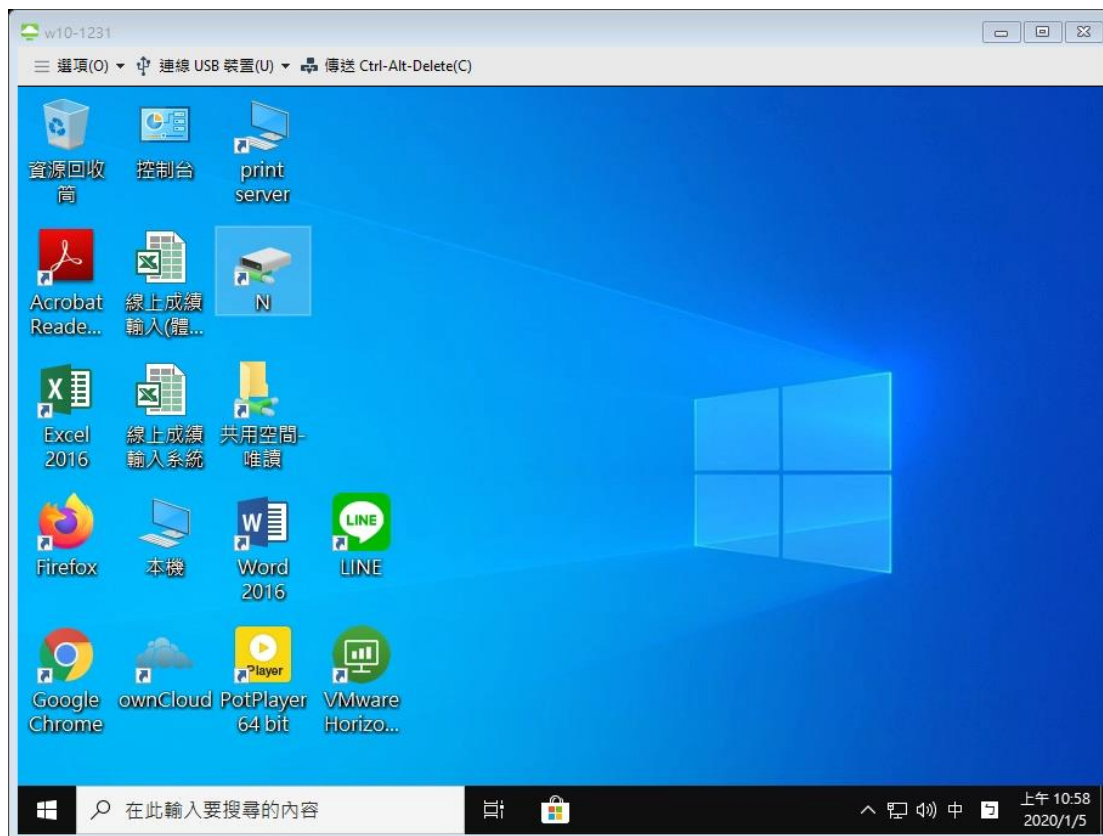 w10-1231
選項(O) 連線 USB 裝置(U) 傳送 Ctrl-Alt-Delete(C)
資源回收
筒
控制台
print
server
Acrobat
Reade...
線上成績
輸入(體...
N
Excel
2016
線上成績
輸入系統
共用空間-
唯讀
Firefox
本機
Word
2016
LINE
LINE
Google
Chrome
ownCloud
Player
PotPlayer
64 bit
VMware
Horizo...
在此輸入要搜尋的內容
中
ㄅ
上午 10:58
2020/1/5